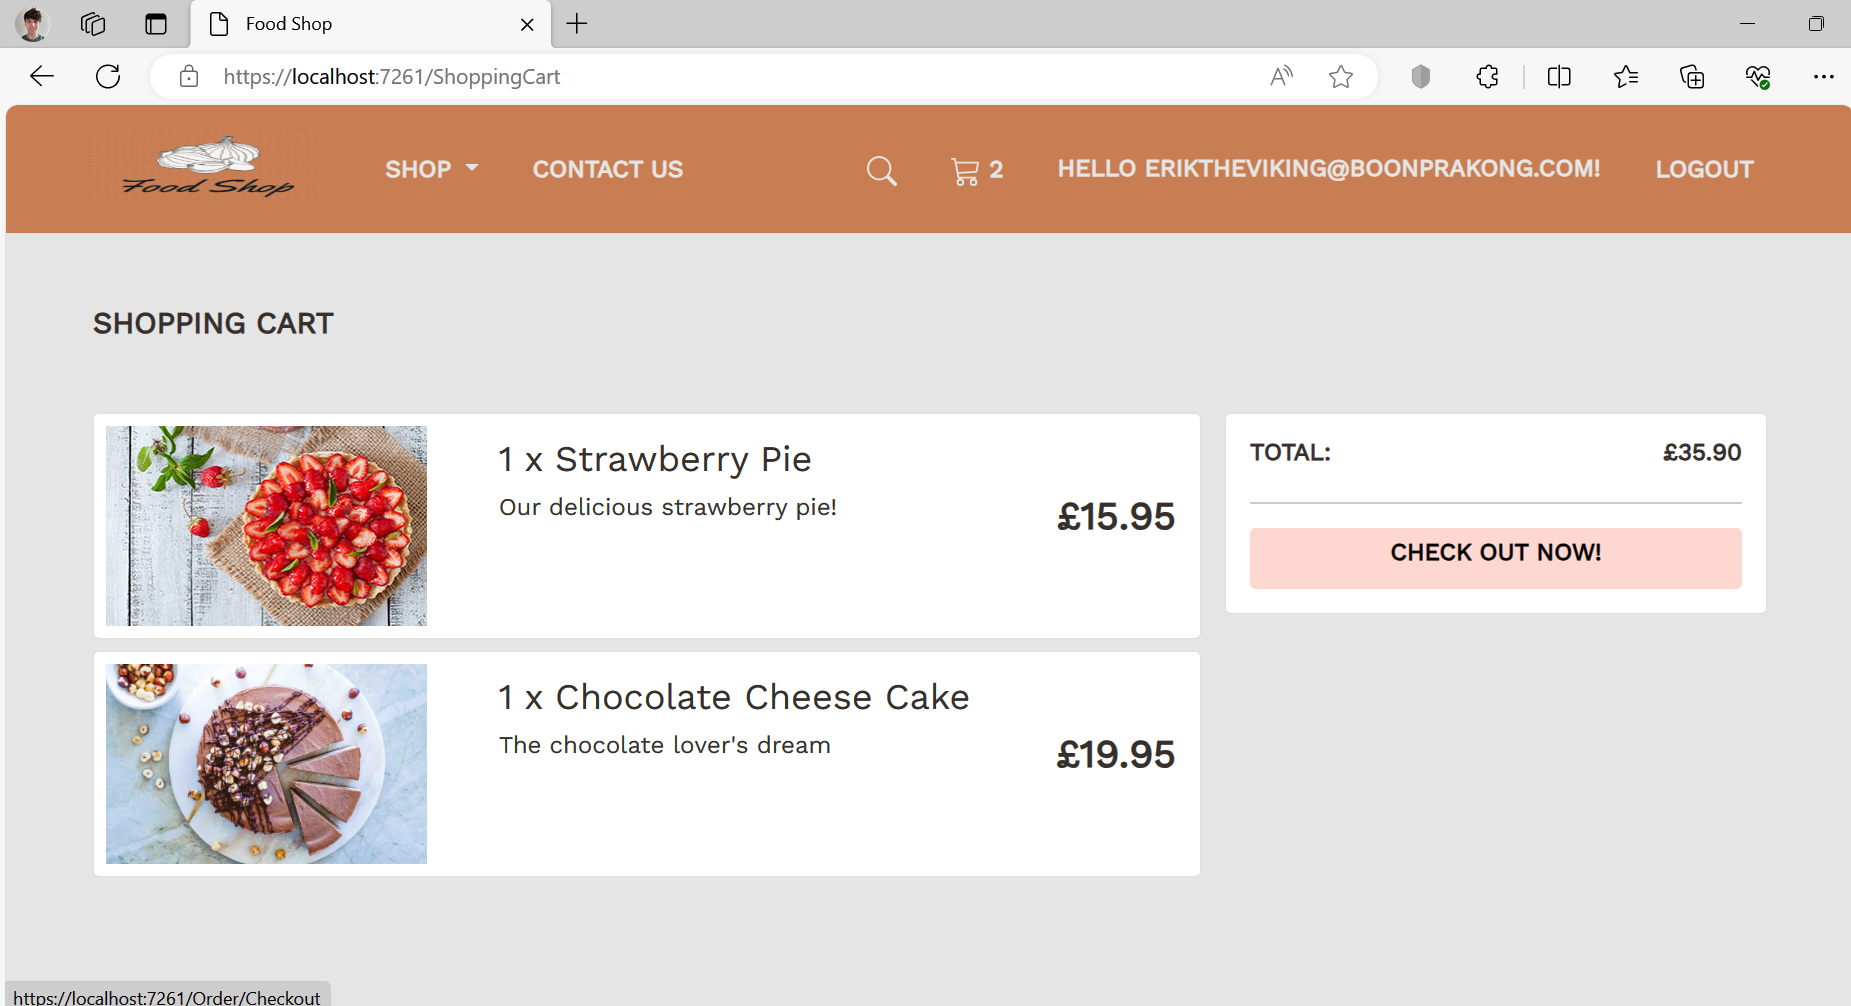 Food Shop
https://localhost:7261/ShoppingCart
Food Shop
SHOP
CONTACT US
2
HELLO ERIKTHEVIKING@BOONPRAKONG.COM!
LOGOUT
SHOPPING CART
1 x Strawberry Pie
Our delicious strawberry pie!
£15.95
TOTAL:
£35.90
CHECK OUT NOW!
1 x Chocolate Cheese Cake
The chocolate lover's dream
£19.95
https://localhost:7261/Order/Checkout